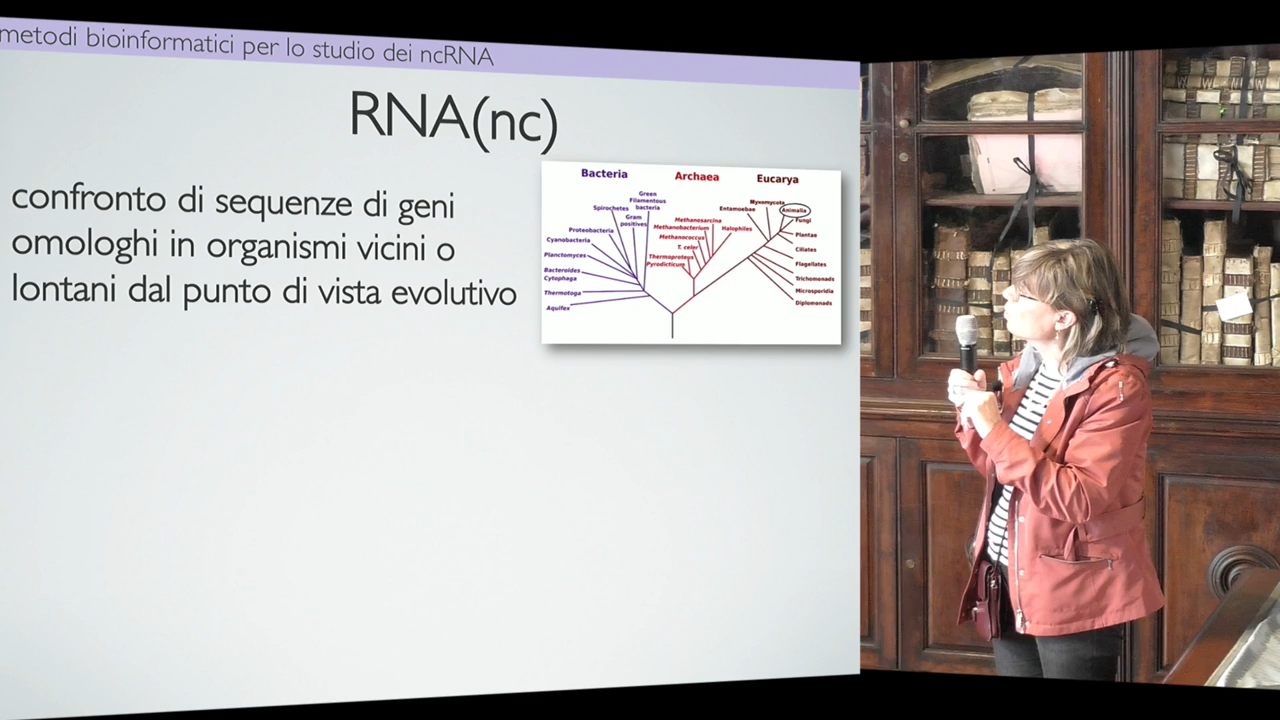 metodi bioinformatici per lo studio dei ncRNA
RNA(nc)
confronto di sequenze di geni
omologhi in organismi vicini o
lontani dal punto di vista evolutivo
Bacteria
Archaea
Eucarya
Green
Filamentous
bacteria
Spirochetes
Gram
positives
Proteobacteria
Cyanobacteria
Planctomyces
Bacteroides
Cytophaga
Thermotoga
Aquifex
Methanosarcina
Methanobacterium
Halophiles
Methanococcus
T. celer
Thermoproteus
Pyrodicticum
Entamoebae
Myxomycota
Animalia
Fungi
Plantae
Ciliates
Flagellates
Trichomonads
Microsporidia
Diplomonads